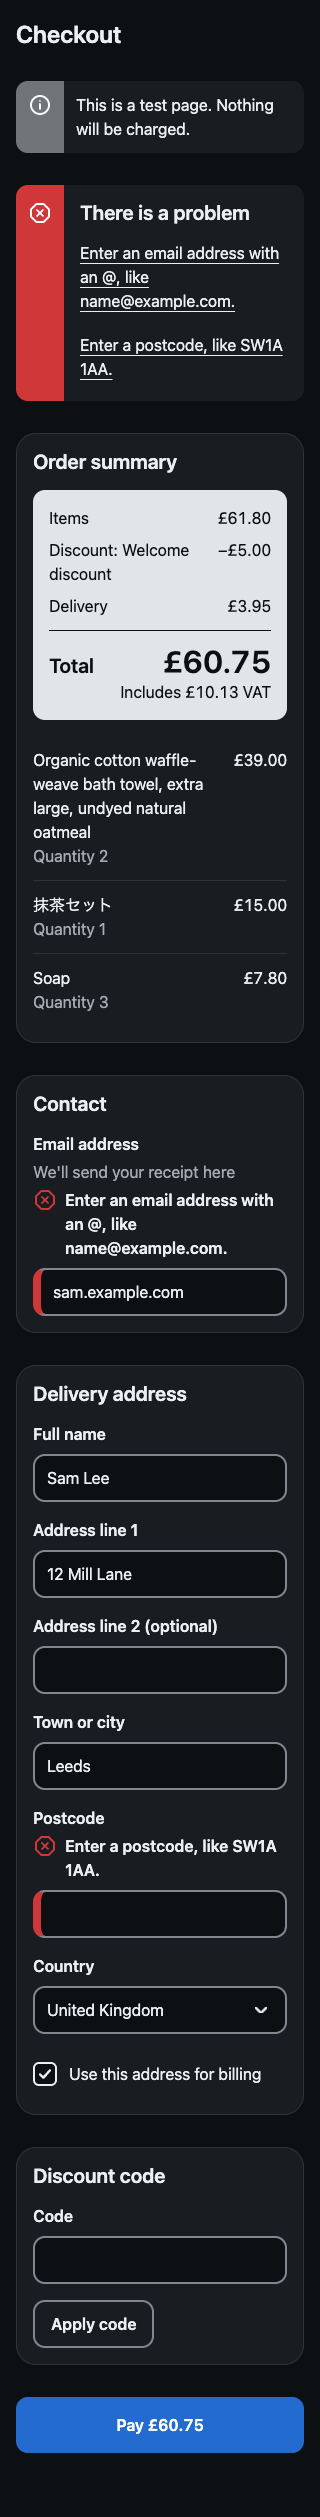 Checkout
This is a test page. Nothing
will be charged.
There is a problem
Enter an email address with
an @, like
name@example.com.
Enter a postcode, like SW1A
1AA.
Order summary
Items £61.80
Discount: Welcome −£5.00
discount
Delivery £3.95
Total £60.75
Includes £10.13 VAT
Organic cotton waffle- £39.00
weave bath towel, extra
large, undyed natural
oatmeal
Quantity 2
抹茶セット £15.00
Quantity 1
Soap £7.80
Quantity 3
Contact
Email address
We'll send your receipt here
Enter an email address with
an @, like
name@example.com.
sam.example.com
Delivery address
Full name
Sam Lee
Address line 1
12 Mill Lane
Address line 2 (optional)
Town or city
Leeds
Postcode
Enter a postcode, like SW1A
1AA.
Country
United Kingdom
Use this address for billing
Discount code
Code
Apply code
Pay £60.75